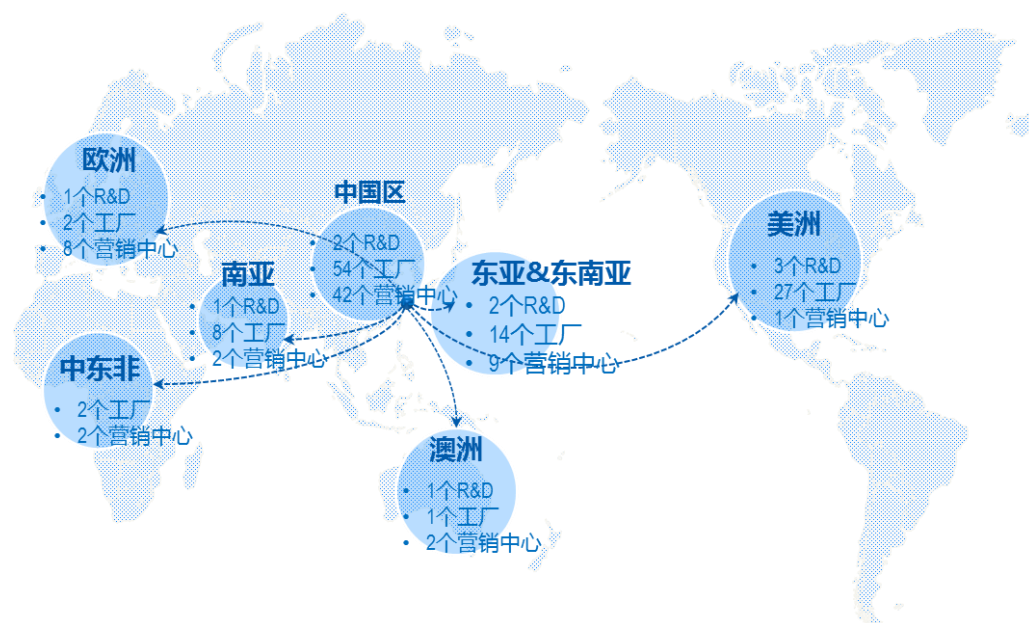 欧洲
• 1个R&D
• 2个工厂
• 8个营销中心
中国区
• 2个R&D
• 54个工厂
• 42个营销中心
南亚
• 1个R&D
• 8个工厂
• 2个营销中心
东亚&东南亚
• 2个R&D
• 14个工厂
• 9个营销中心
美洲
• 3个R&D
• 27个工厂
• 1个营销中心
中东非
• 2个工厂
• 2个营销中心
澳洲
• 1个R&D
• 1个工厂
• 2个营销中心